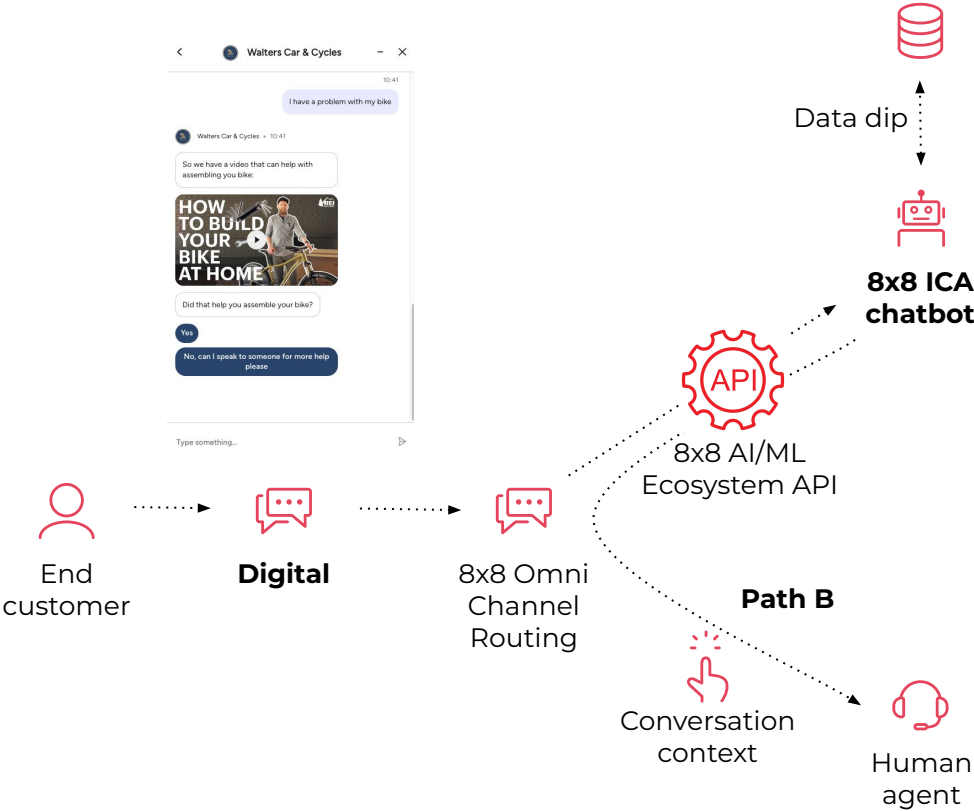 Walters Car & Cycles
10:41
I have a problem with my bike
Walters Car & Cycles • 10:41
So we have a video that can help with
assembling you bike:
HOW
TO BUILD
YOUR
BIKE
AT HOME
REI
Did that help you assemble your bike?
Yes
No, can I speak to someone for more help
please
Type something...
Data dip
8x8 ICA
chatbot
API
8x8 AI/ML
Ecosystem API
End
customer
Digital
8x8 Omni
Channel
Routing
Path B
Conversation
context
Human
agent